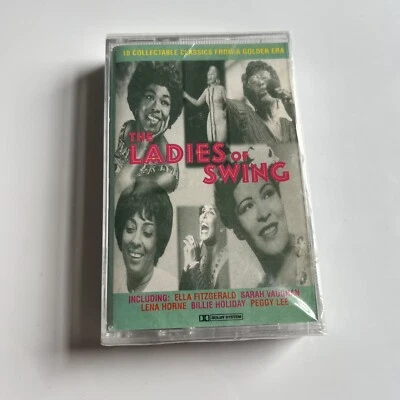 18 COLLECTABLE CLASSICS FROM A GOLDEN ERA
THE
LADIES OF
SWING
INCLUDING: ELLA FITZGERALD SARAH VAUGHAN
LENA HORNE BILLIE HOLIDAY PEGGY LEE
DOLBY SYSTEM